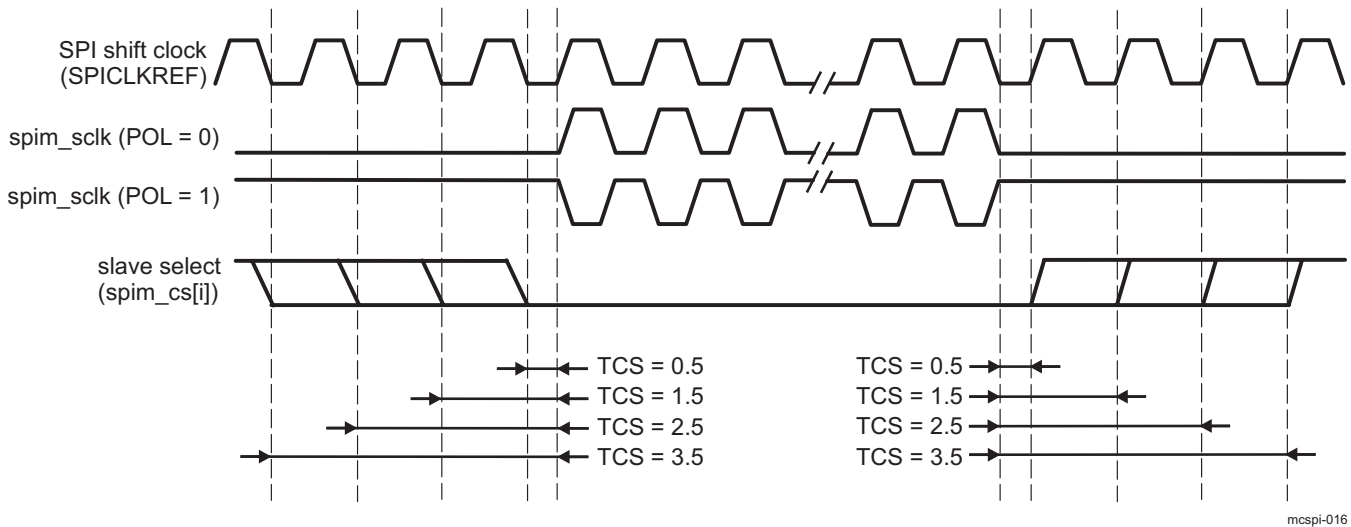 SPI shift clock
(SPICLKREF)
spim_sclk (POL = 0)
spim_sclk (POL = 1)
slave select
(spim_cs[i])
TCS = 0.5
TCS = 1.5
TCS = 2.5
TCS = 3.5
TCS = 0.5
TCS = 1.5
TCS = 2.5
TCS = 3.5
mcspi-016